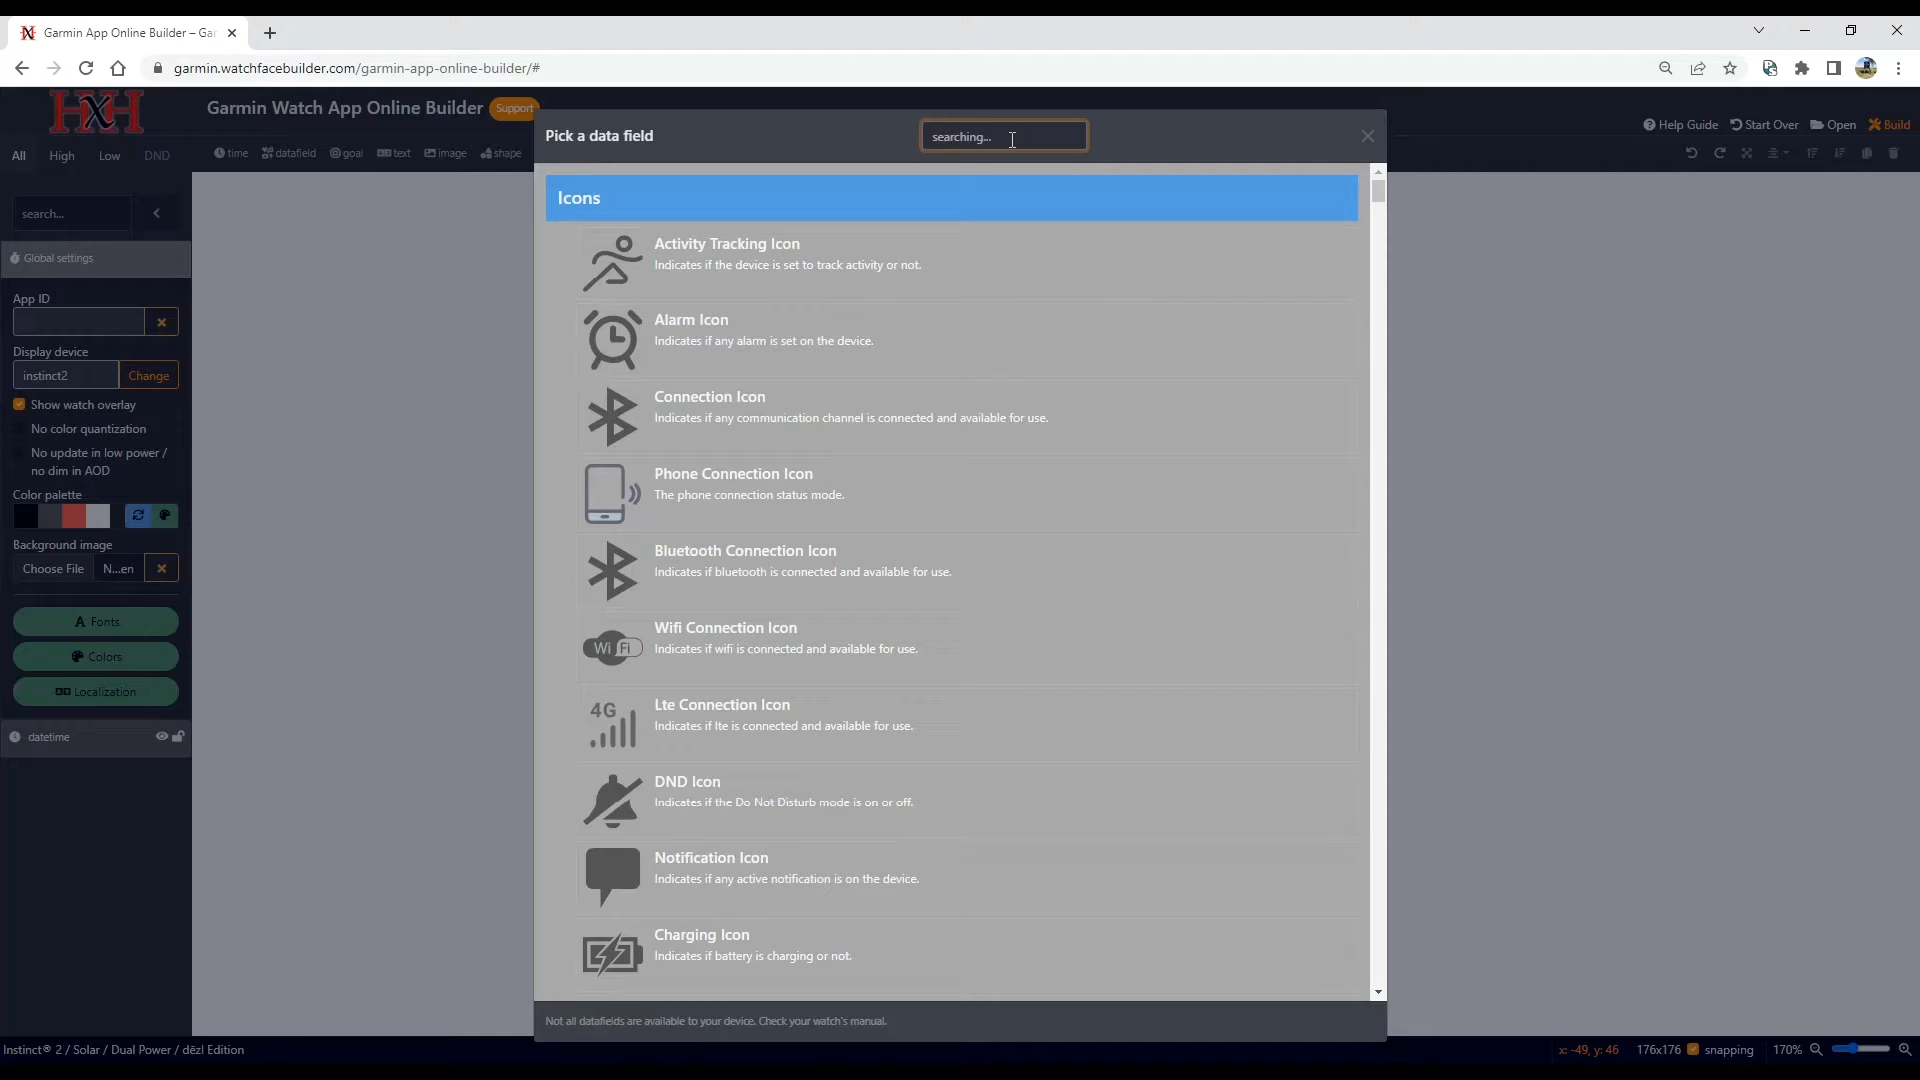 Garmin App Online Builder – Gar
garmin.watchfacebuilder.com/garmin-app-online-builder/#
HXH
Garmin Watch App Online Builder
Support
Help Guide
Start Over
Open
Build
All
High
Low
DND
time
datafield
goal
text
image
shape
Pick a data field
searching...
search...
Global settings
App ID
Display device
instinct2
Change
Show watch overlay
No color quantization
No update in low power /
no dim in AOD
Color palette
Background image
Choose File
N...en
Fonts
Colors
Localization
datetime
Icons
Activity Tracking Icon
Indicates if the device is set to track activity or not.
Alarm Icon
Indicates if any alarm is set on the device.
Connection Icon
Indicates if any communication channel is connected and available for use.
Phone Connection Icon
The phone connection status mode.
Bluetooth Connection Icon
Indicates if bluetooth is connected and available for use.
WiFi
Wifi Connection Icon
Indicates if wifi is connected and available for use.
4G
Lte Connection Icon
Indicates if lte is connected and available for use.
DND Icon
Indicates if the Do Not Disturb mode is on or off.
Notification Icon
Indicates if any active notification is on the device.
Charging Icon
Indicates if battery is charging or not.
Not all datafields are available to your device. Check your watch's manual.
Instinct® 2 / Solar / Dual Power / dēzl Edition
x: -49, y: 46
176x176
snapping
170%